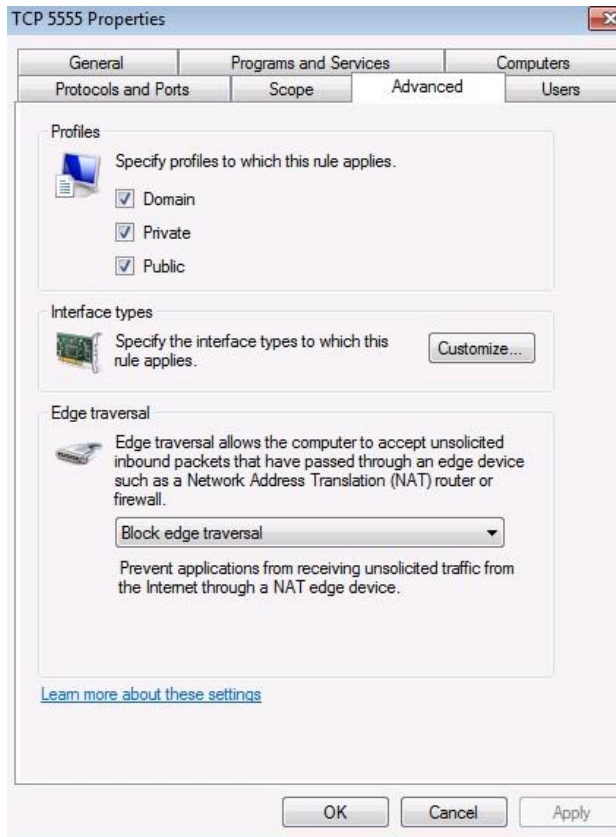 TCP 5555 Properties
General
Programs and Services
Computers
Protocols and Ports
Scope
Advanced
Users
Profiles
Specify profiles to which this rule applies.
Domain
Private
Public
Interface types
Specify the interface types to which this
rule applies.
Customize...
Edge traversal
Edge traversal allows the computer to accept unsolicited
inbound packets that have passed through an edge device
such as a Network Address Translation (NAT) router or
firewall.
Block edge traversal
Prevent applications from receiving unsolicited traffic from
the Internet through a NAT edge device.
Learn more about these settings
OK
Cancel
Apply